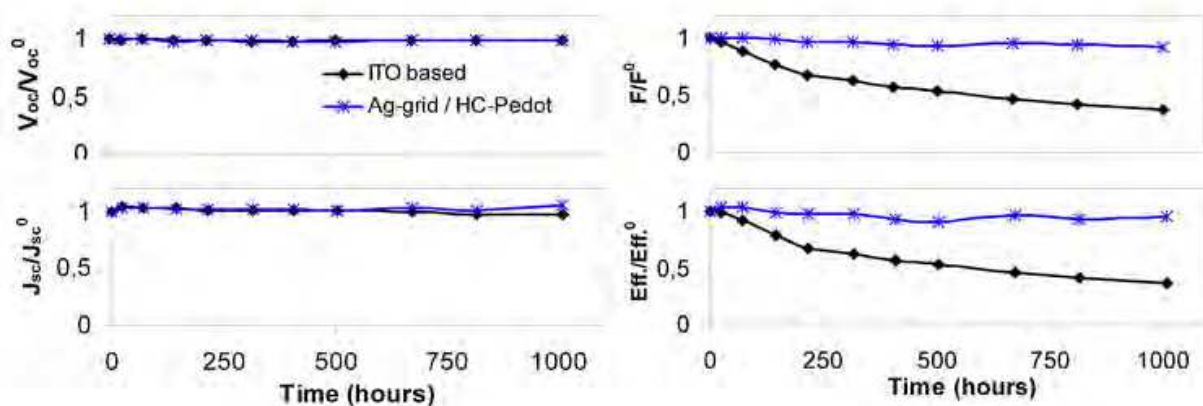 Voc/Voc⁰
1
0,5
0
ITO based
Ag-grid / HC-Pedot
F/F⁰
1
0,5
0
Jsc/Jsc⁰
1
0,5
0
0 250 500 750 1000
Time (hours)
Eff./Eff.⁰
1
0,5
0
0 250 500 750 1000
Time (hours)